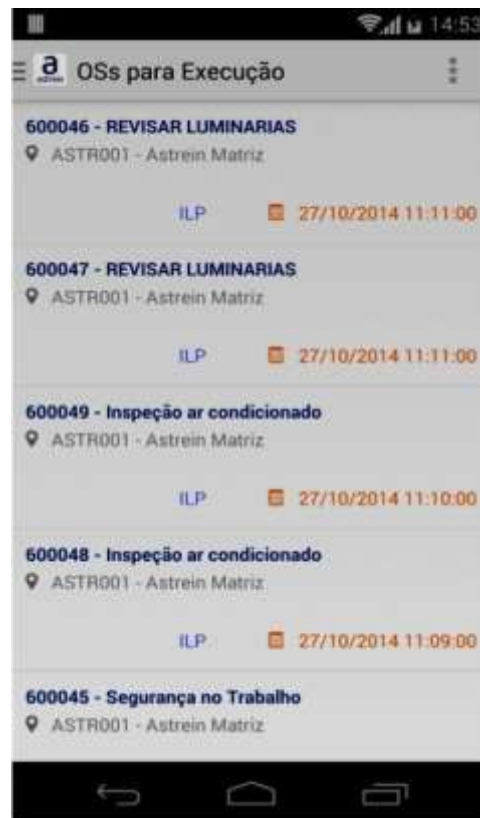 14:53
a
OSs para Execução
600046 - REVISAR LUMINARIAS
ASTR001 - Astrein Matriz
ILP 27/10/2014 11:11:00
600047 - REVISAR LUMINARIAS
ASTR001 - Astrein Matriz
ILP 27/10/2014 11:11:00
600049 - Inspeção ar condicionado
ASTR001 - Astrein Matriz
ILP 27/10/2014 11:10:00
600048 - Inspeção ar condicionado
ASTR001 - Astrein Matriz
ILP 27/10/2014 11:09:00
600045 - Segurança no Trabalho
ASTR001 - Astrein Matriz